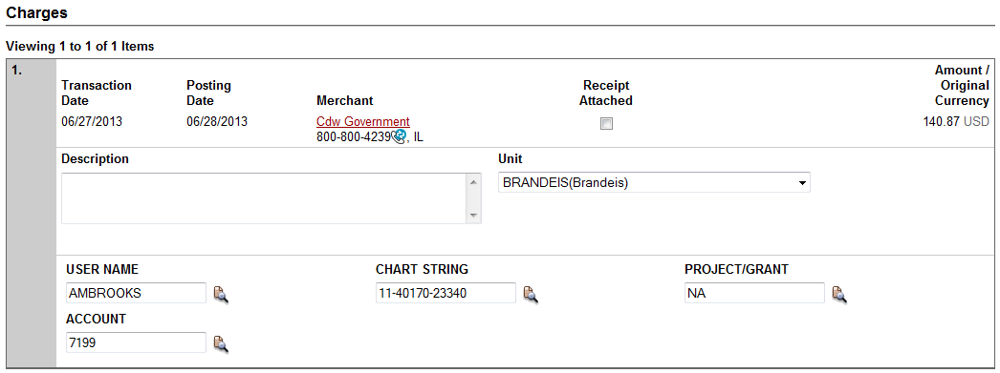 Charges
Viewing 1 to 1 of 1 Items
1.
Transaction Date
Posting Date
Merchant
Receipt Attached
Amount / Original Currency
06/27/2013
06/28/2013
Cdw Government
800-800-4239, IL
140.87 USD
Description
Unit
BRANDEIS(Brandeis)
USER NAME
CHART STRING
PROJECT/GRANT
AMBROOKS
11-40170-23340
NA
ACCOUNT
7199